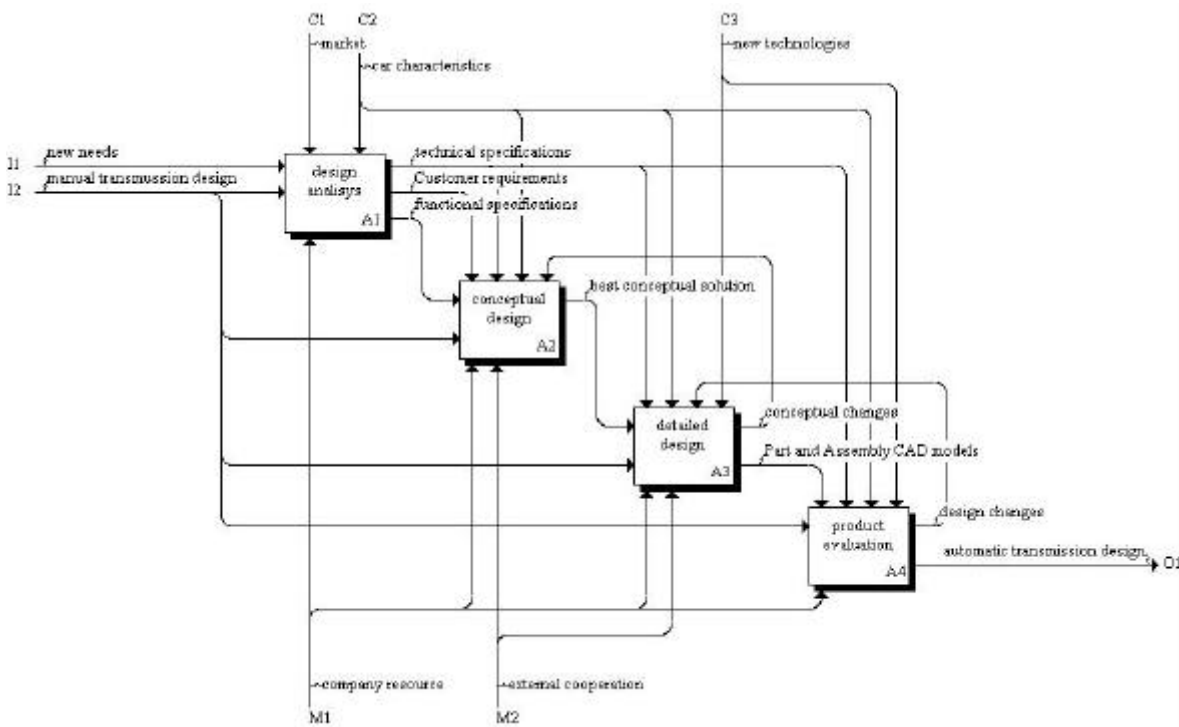 C1
C2
C3
~market
~new technologies
~car characteristics
I1
new needs
technical specifications
I2
manual transmussion design
design
analisys
A1
Customer requirements
functional specifications
conceptual
design
A2
best conceptual solution
detailed
design
A3
conceptual changes
Part and Assembly CAD models
product
evaluation
A4
design changes
automatic transmission design
O1
~company resource
~external cooperation
M1
M2